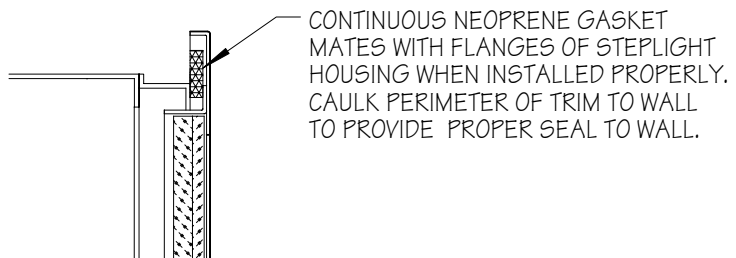 CONTINUOUS NEOPRENE GASKET
MATES WITH FLANGES OF STEPLIGHT
HOUSING WHEN INSTALLED PROPERLY.
CAULK PERIMETER OF TRIM TO WALL
TO PROVIDE PROPER SEAL TO WALL.